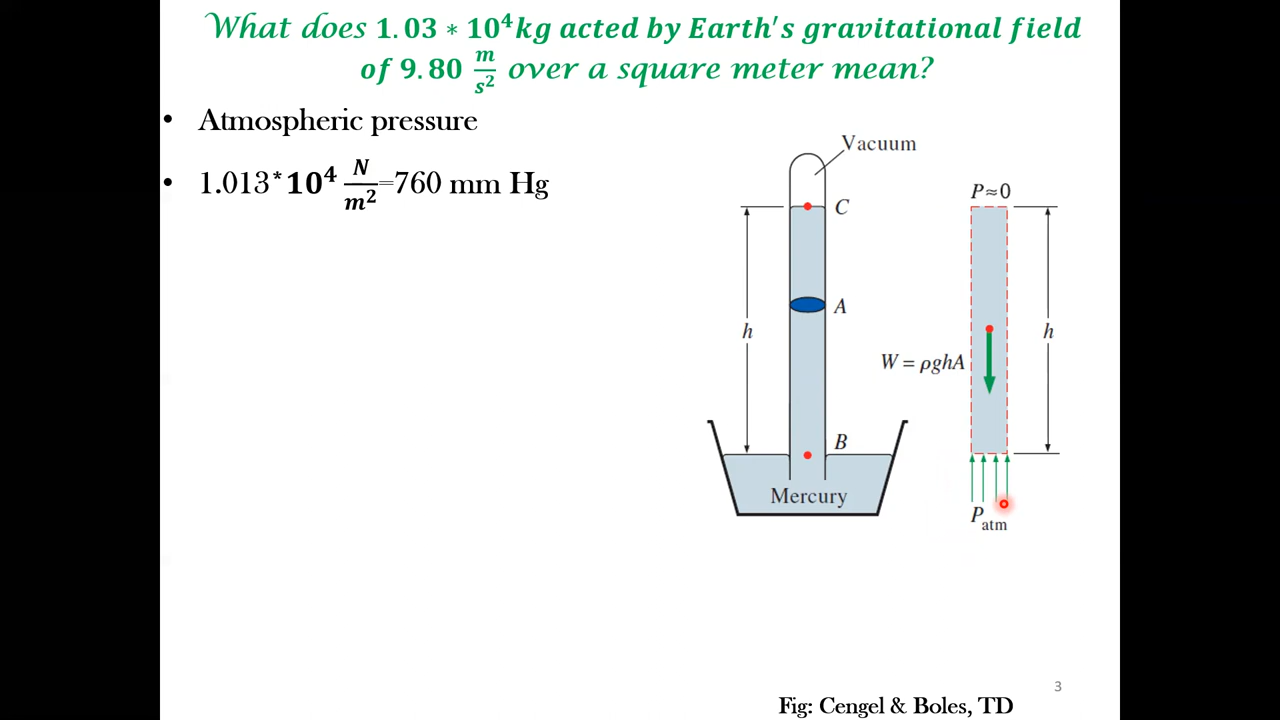 What does 1.03 * 10⁴kg acted by Earth's gravitational field
of 9.80 m/s² over a square meter mean?
• Atmospheric pressure
• 1.013*10⁴ N/m²=760 mm Hg
Vacuum
C
A
h
B
Mercury
P≈0
h
W = ρghA
P atm
3
Fig: Cengel & Boles, TD